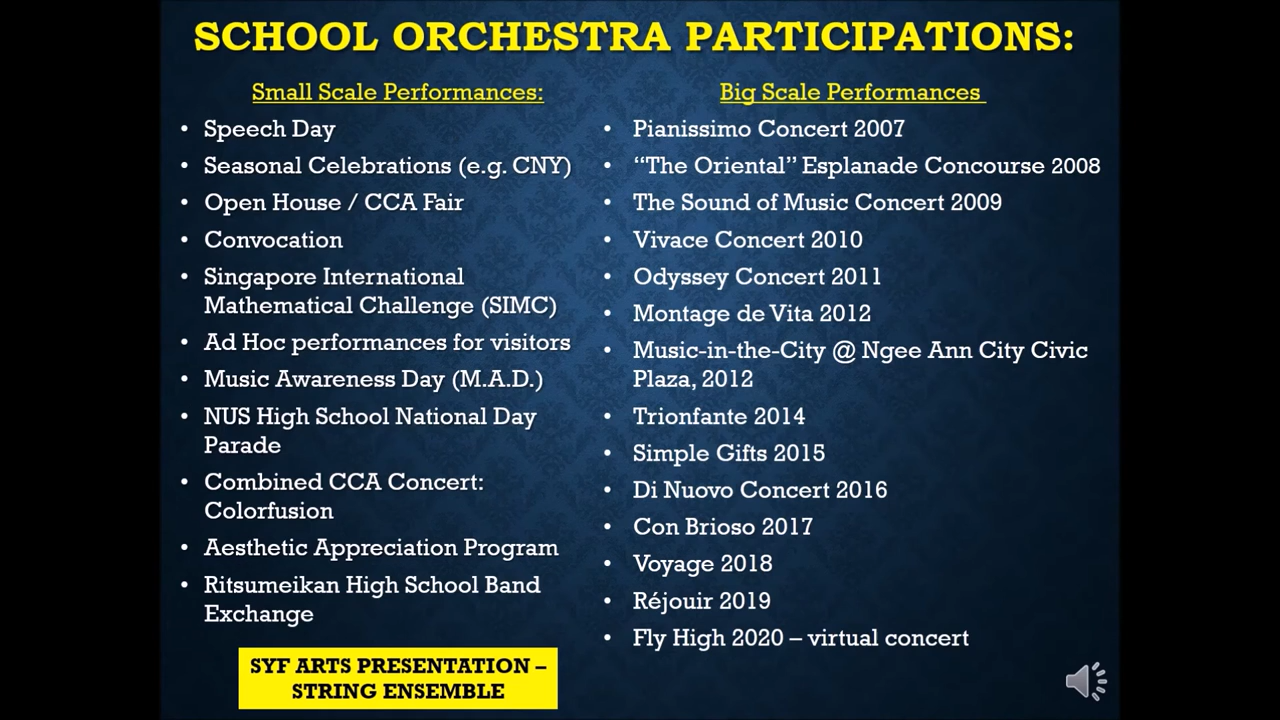 SCHOOL ORCHESTRA PARTICIPATIONS:
Small Scale Performances:
• Speech Day
• Seasonal Celebrations (e.g. CNY)
• Open House / CCA Fair
• Convocation
• Singapore International
Mathematical Challenge (SIMC)
• Ad Hoc performances for visitors
• Music Awareness Day (M.A.D.)
• NUS High School National Day
Parade
• Combined CCA Concert:
Colorfusion
• Aesthetic Appreciation Program
• Ritsumeikan High School Band
Exchange
SYF ARTS PRESENTATION –
STRING ENSEMBLE
Big Scale Performances
• Pianissimo Concert 2007
• “The Oriental” Esplanade Concourse 2008
• The Sound of Music Concert 2009
• Vivace Concert 2010
• Odyssey Concert 2011
• Montage de Vita 2012
• Music-in-the-City @ Ngee Ann City Civic
Plaza, 2012
• Trionfante 2014
• Simple Gifts 2015
• Di Nuovo Concert 2016
• Con Brioso 2017
• Voyage 2018
• Réjouir 2019
• Fly High 2020 – virtual concert